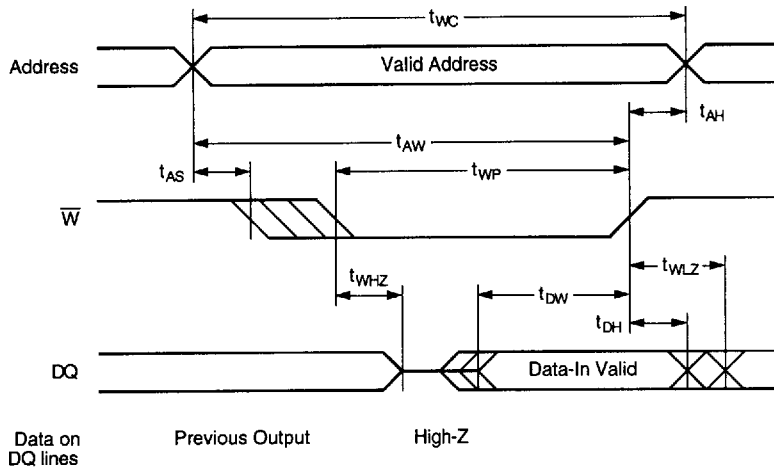 tWC
Address
Valid Address
tAH
tAW
tAS
tWP
W
tWLZ
tWHZ
tDW
tDH
DQ
Data-In Valid
Data on
DQ lines
Previous Output
High-Z